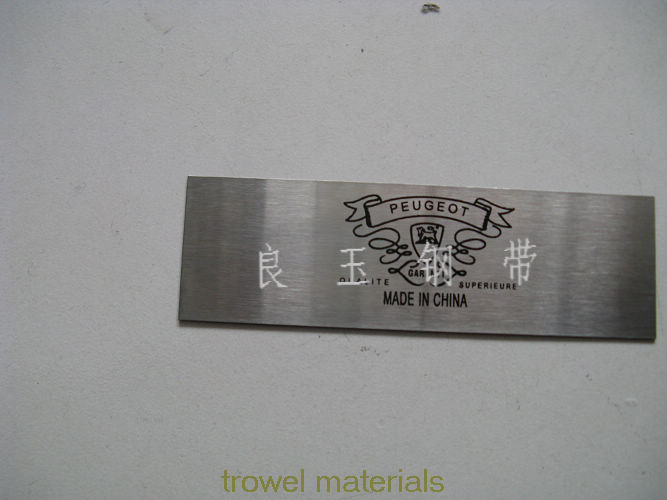 PEUGEOT
良玉钢带
SUPERIEURE
MADE IN CHINA
trowel materials